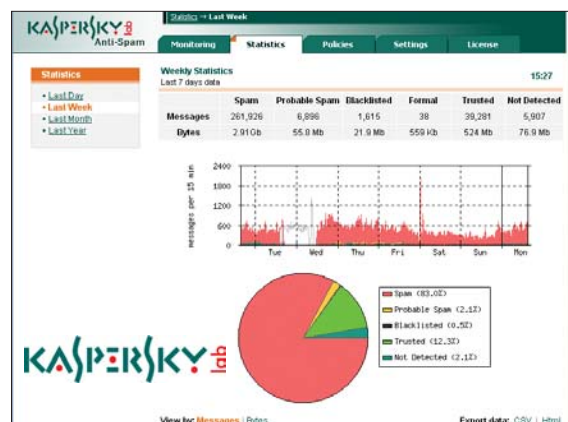 KASPERSKY lab
Anti-Spam
Statistics → Last Week
Monitoring Statistics Policies Settings License
Statistics
• Last Day
• Last Week
• Last Month
• Last Year
Weekly Statistics
Last 7 days data
15:27
Spam Probable Spam Blacklisted Formal Trusted Not Detected
Messages 261,926 6,896 1,615 38 39,281 5,907
Bytes 2.91 Gb 55.8 Mb 21.9 Mb 559 Kb 524 Mb 76.9 Mb
messages per 15 min
2400
1800
1200
600
0
Tue Wed Thu Fri Sat Sun Mon
Spam (83.0%)
Probable Spam (2.1%)
Blacklisted (0.5%)
Trusted (12.3%)
Not Detected (2.1%)
KASPERSKY lab
View by: Messages | Bytes
Export data: CSV | Html